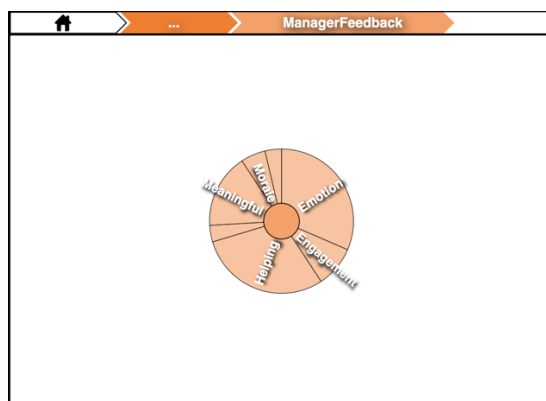 ... ManagerFeedback
Morale
Meaningful
Emotion
Helping
Engagement